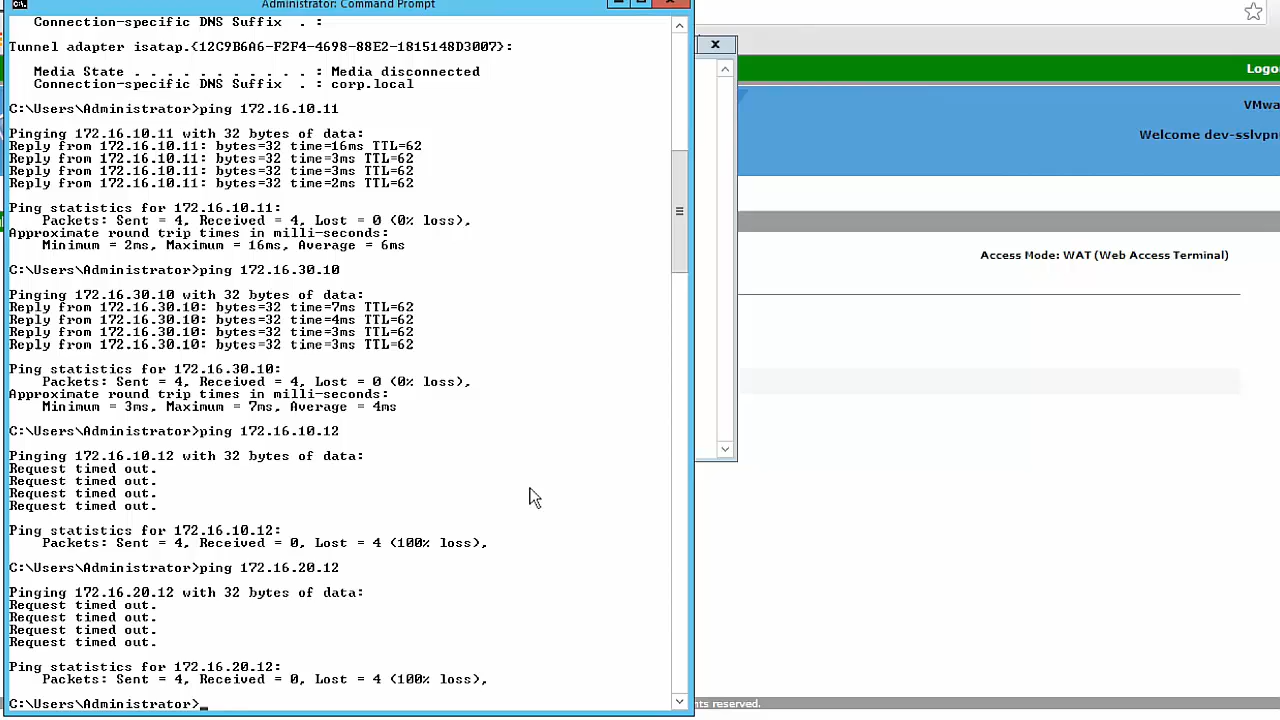 Administrator: Command Prompt
Connection-specific DNS Suffix  . :
Tunnel adapter isatap.{12C9B6A6-F2F4-4698-88E2-1815148D3007}:
Media State . . . . . . . . . . . : Media disconnected
Connection-specific DNS Suffix  . : corp.local
C:\Users\Administrator>ping 172.16.10.11
Pinging 172.16.10.11 with 32 bytes of data:
Reply from 172.16.10.11: bytes=32 time=16ms TTL=62
Reply from 172.16.10.11: bytes=32 time=3ms TTL=62
Reply from 172.16.10.11: bytes=32 time=3ms TTL=62
Reply from 172.16.10.11: bytes=32 time=2ms TTL=62
Ping statistics for 172.16.10.11:
Packets: Sent = 4, Received = 4, Lost = 0 (0% loss),
Approximate round trip times in milli-seconds:
Minimum = 2ms, Maximum = 16ms, Average = 6ms
C:\Users\Administrator>ping 172.16.30.10
Pinging 172.16.30.10 with 32 bytes of data:
Reply from 172.16.30.10: bytes=32 time=7ms TTL=62
Reply from 172.16.30.10: bytes=32 time=4ms TTL=62
Reply from 172.16.30.10: bytes=32 time=3ms TTL=62
Reply from 172.16.30.10: bytes=32 time=3ms TTL=62
Ping statistics for 172.16.30.10:
Packets: Sent = 4, Received = 4, Lost = 0 (0% loss),
Approximate round trip times in milli-seconds:
Minimum = 3ms, Maximum = 7ms, Average = 4ms
C:\Users\Administrator>ping 172.16.10.12
Pinging 172.16.10.12 with 32 bytes of data:
Request timed out.
Request timed out.
Request timed out.
Request timed out.
Ping statistics for 172.16.10.12:
Packets: Sent = 4, Received = 0, Lost = 4 (100% loss),
C:\Users\Administrator>ping 172.16.20.12
Pinging 172.16.20.12 with 32 bytes of data:
Request timed out.
Request timed out.
Request timed out.
Request timed out.
Ping statistics for 172.16.20.12:
Packets: Sent = 4, Received = 0, Lost = 4 (100% loss),
C:\Users\Administrator>_
Logo
VMwa
Welcome dev-sslvpn
Access Mode: WAT (Web Access Terminal)
nts reserved.